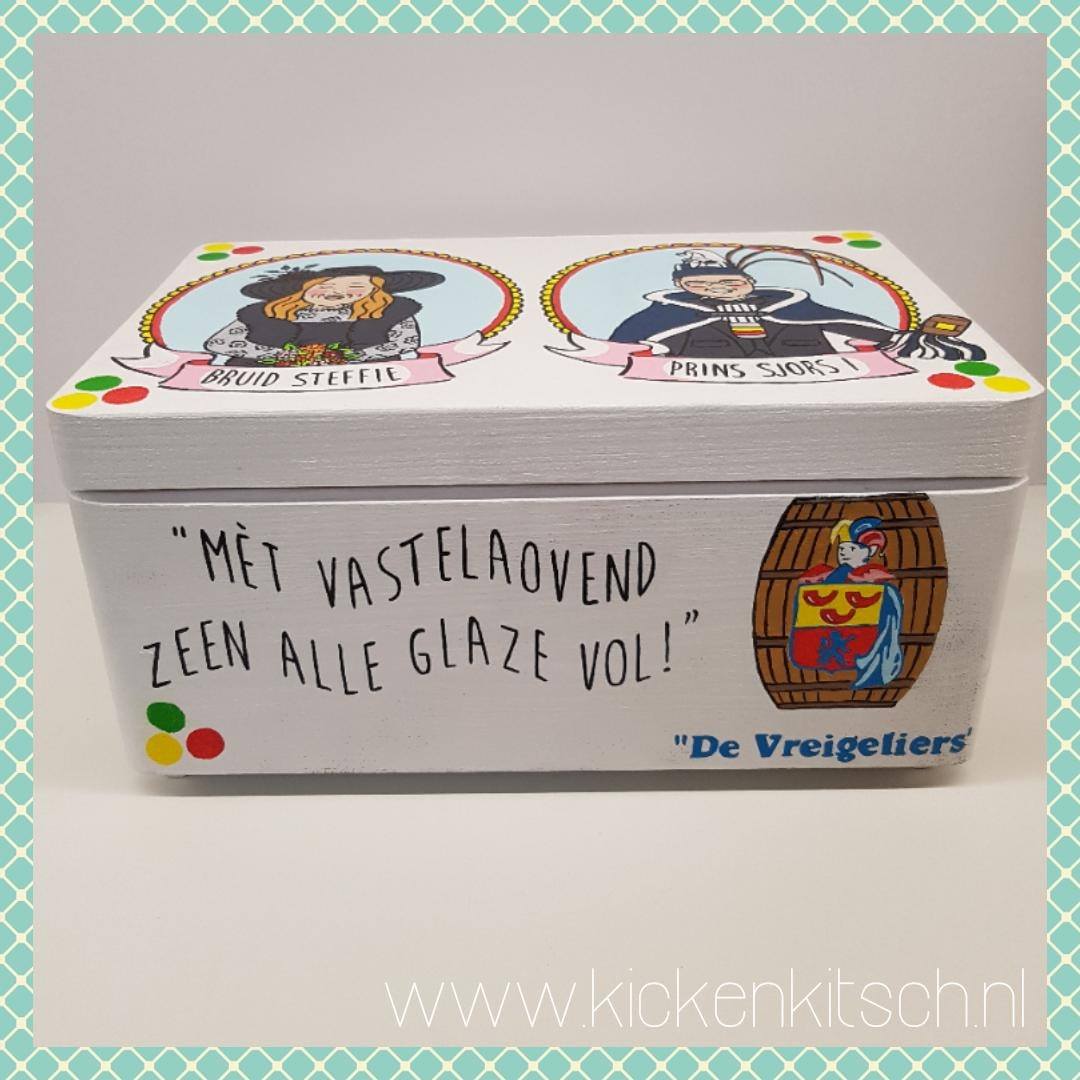 BRUID STEFFIE
PRINS SJORS I
"MÈT VASTELAOVEND
ZEEN ALLE GLAZE VOL!"
"De Vreigeliers"
www.kickenkitsch.nl